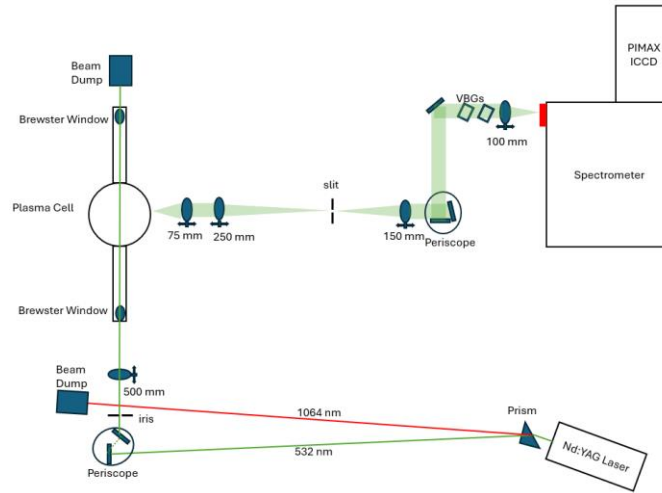 Beam
Dump
Brewster Window
Plasma Cell
75 mm
250 mm
slit
150 mm
Periscope
VBGs
100 mm
PIMAX
ICCD
Spectrometer
Brewster Window
Beam
Dump
500 mm
iris
Periscope
1064 nm
532 nm
Prism
Nd:YAG Laser